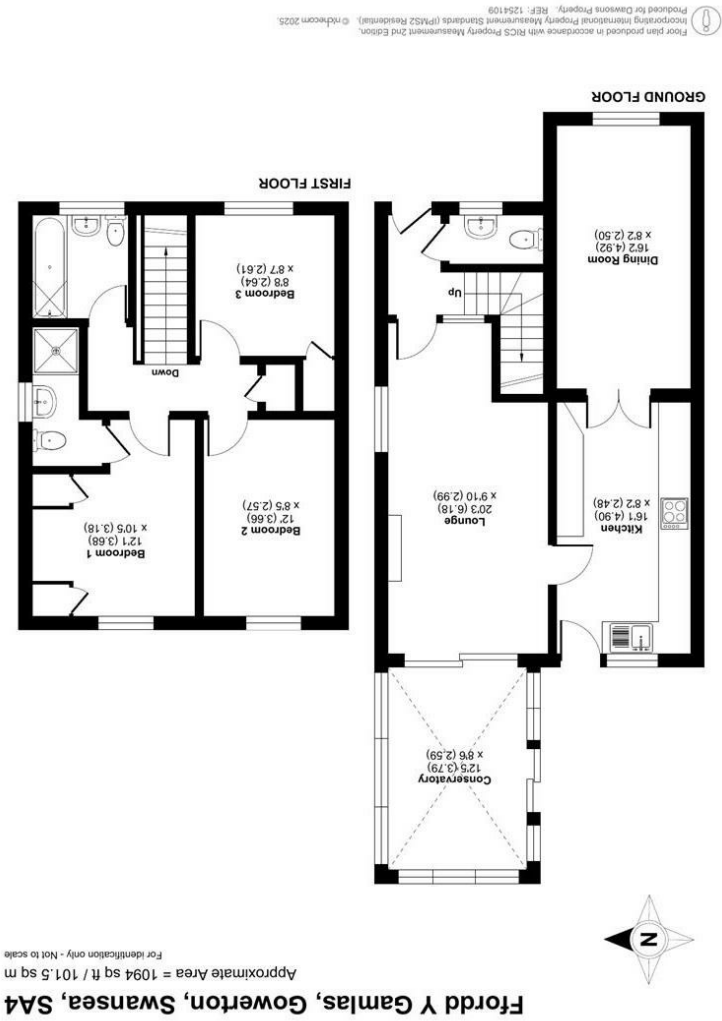 Ffordd Y Gamlas, Gowerton, Swansea, SA4
Approximate Area = 1094 sq ft / 101.5 sq m
For identification only - Not to scale
N
Conservatory
12'5 (3.79)
x 8'6 (2.59)
Kitchen
16'1 (4.90)
x 8'2 (2.48)
Lounge
20'3 (6.18)
x 9'10 (2.99)
Bedroom 2
12' (3.66)
x 8'5 (2.57)
Bedroom 1
12'1 (3.68)
x 10'5 (3.18)
Dining Room
16'2 (4.92)
x 8'2 (2.50)
Up
Down
Bedroom 3
8'8 (2.64)
x 8'7 (2.61)
FIRST FLOOR
GROUND FLOOR
Floor plan produced in accordance with RICS Property Measurement 2nd Edition.
Incorporating International Property Measurement Standards (IPMS2 Residential). © nichecom 2025.
Produced for Dawsons Property. REF: 1254109